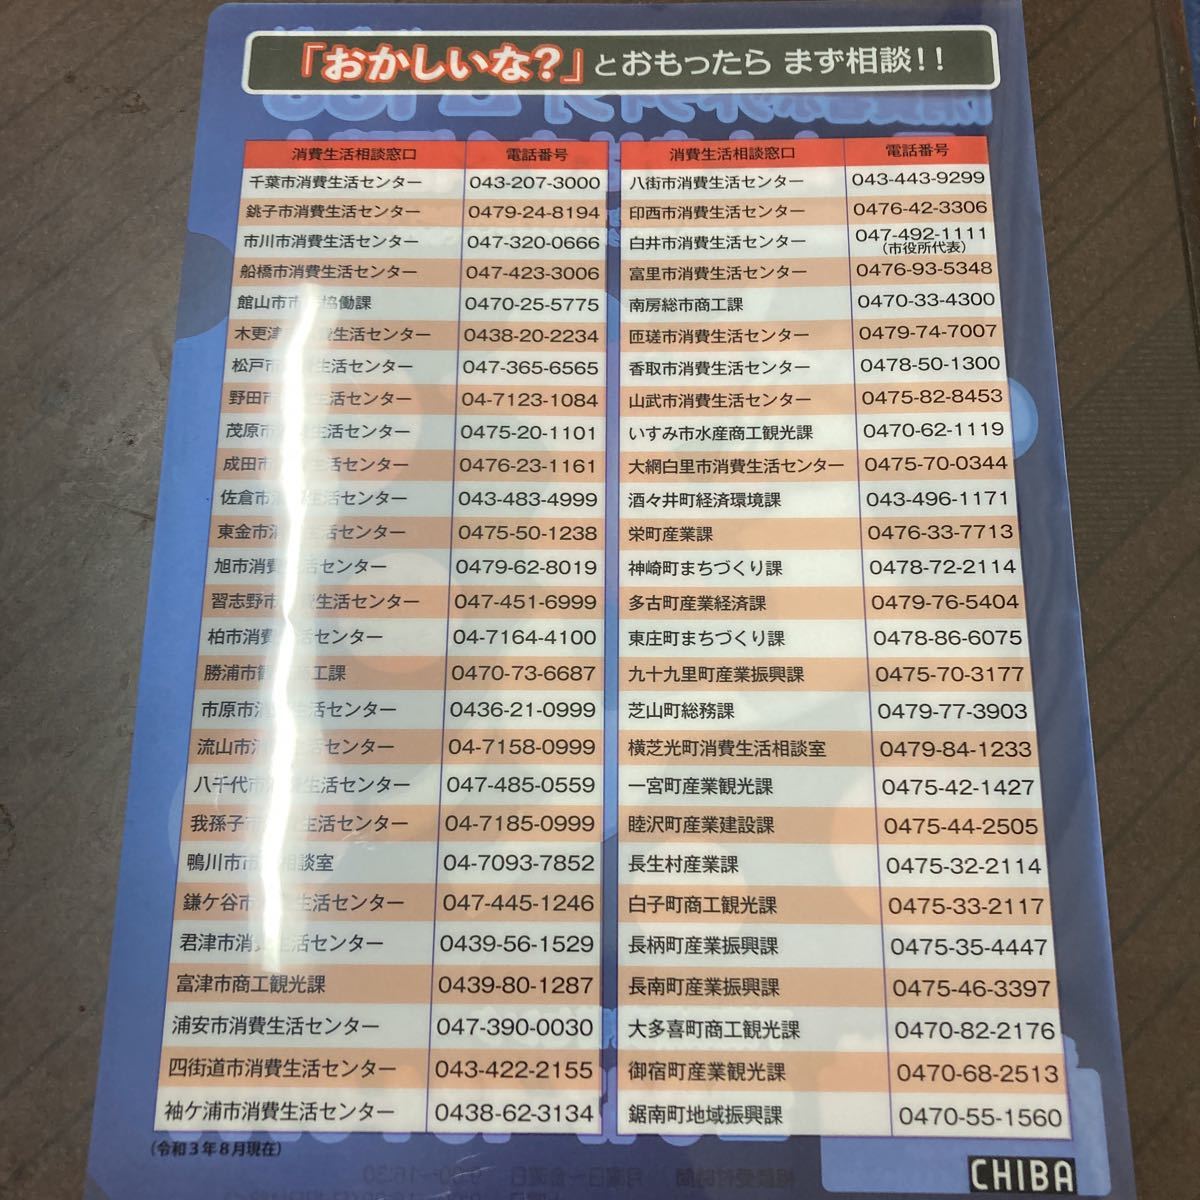 「おかしいな?」とおもったら まず相談!!
消費生活相談窓口 電話番号
千葉市消費生活センター 043-207-3000
銚子市消費生活センター 0479-24-8194
市川市消費生活センター 047-320-0666
船橋市消費生活センター 047-423-3006
館山市市 協働課 0470-25-5775
木更津 費生活センター 0438-20-2234
松戸市 費生活センター 047-365-6565
野田市 生活センター 04-7123-1084
茂原市 費生活センター 0475-20-1101
成田市 生活センター 0476-23-1161
佐倉市消 生活センター 043-483-4999
東金市消 生活センター 0475-50-1238
旭市消費 活センター 0479-62-8019
習志野市 費生活センター 047-451-6999
柏市消費 活センター 04-7164-4100
勝浦市観 商工課 0470-73-6687
市原市消 生活センター 0436-21-0999
流山市消 生活センター 04-7158-0999
八千代市消費生活センター 047-485-0559
我孫子市 生活センター 04-7185-0999
鴨川市市 相談室 04-7093-7852
鎌ケ谷市 生活センター 047-445-1246
君津市消費生活センター 0439-56-1529
富津市商工観光課 0439-80-1287
浦安市消費生活センター 047-390-0030
四街道市消費生活センター 043-422-2155
袖ケ浦市消費生活センター 0438-62-3134
(令和3年8月現在)
消費生活相談窓口 電話番号
八街市消費生活センター 043-443-9299
印西市消費生活センター 0476-42-3306
白井市消費生活センター 047-492-1111
(市役所代表)
富里市消費生活センター 0476-93-5348
南房総市商工課 0470-33-4300
匝瑳市消費生活センター 0479-74-7007
香取市消費生活センター 0478-50-1300
山武市消費生活センター 0475-82-8453
いすみ市水産商工観光課 0470-62-1119
大網白里市消費生活センター 0475-70-0344
酒々井町経済環境課 043-496-1171
栄町産業課 0476-33-7713
神崎町まちづくり課 0478-72-2114
多古町産業経済課 0479-76-5404
東庄町まちづくり課 0478-86-6075
九十九里町産業振興課 0475-70-3177
芝山町総務課 0479-77-3903
横芝光町消費生活相談室 0479-84-1233
一宮町産業観光課 0475-42-1427
睦沢町産業建設課 0475-44-2505
長生村産業課 0475-32-2114
白子町商工観光課 0475-33-2117
長柄町産業振興課 0475-35-4447
長南町産業振興課 0475-46-3397
大多喜町商工観光課 0470-82-2176
御宿町産業観光課 0470-68-2513
鋸南町地域振興課 0470-55-1560
CHIBA